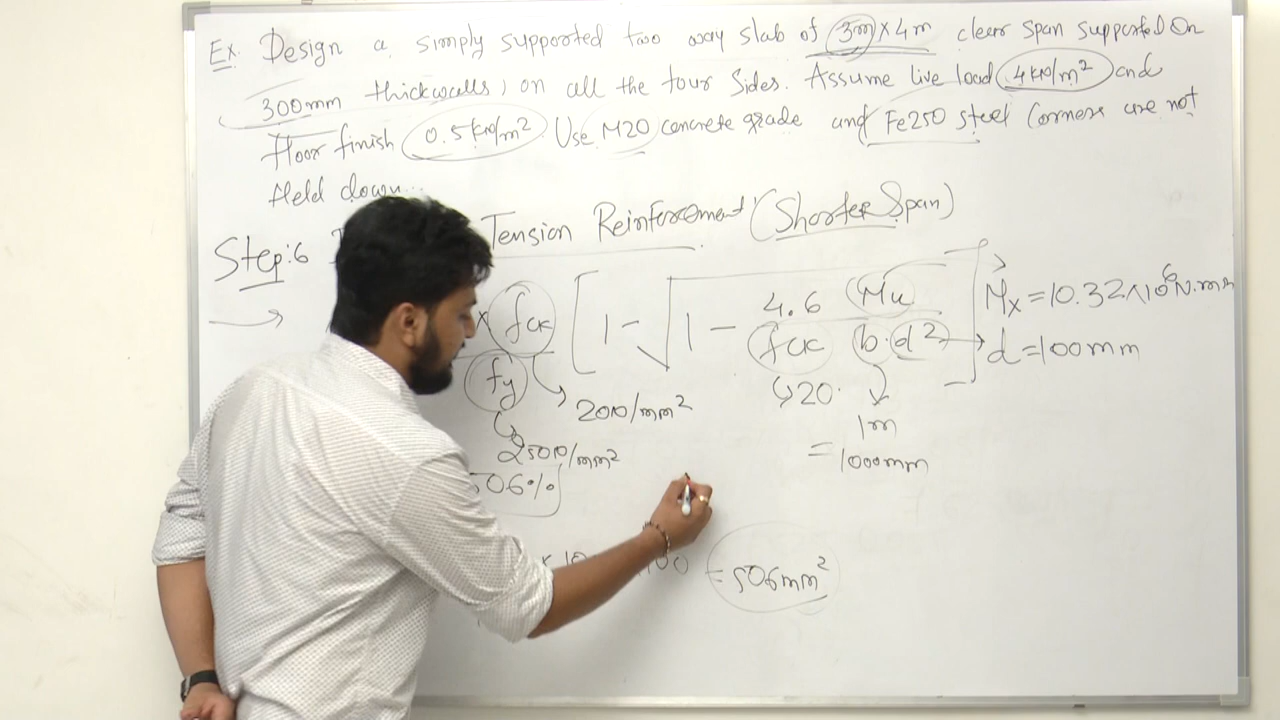 Ex. Design a simply supported two way slab of 3m x 4m clear span supported on
300mm thick walls, on all the four sides. Assume live load 4 kN/m² and
Floor finish 0.5 kN/m² Use M20 concrete grade and Fe250 steel Corners are not
Held down...
Step:6 Tension Reinforcement (Shorter Span)
x fck [1 - √1 - 4.6 Mu Mx = 10.32 x 10⁶ N.mm
fy fck b.d² ] → d = 100mm
20N/mm² 20. 1m
250N/mm² = 1000mm
506%
= 506mm²